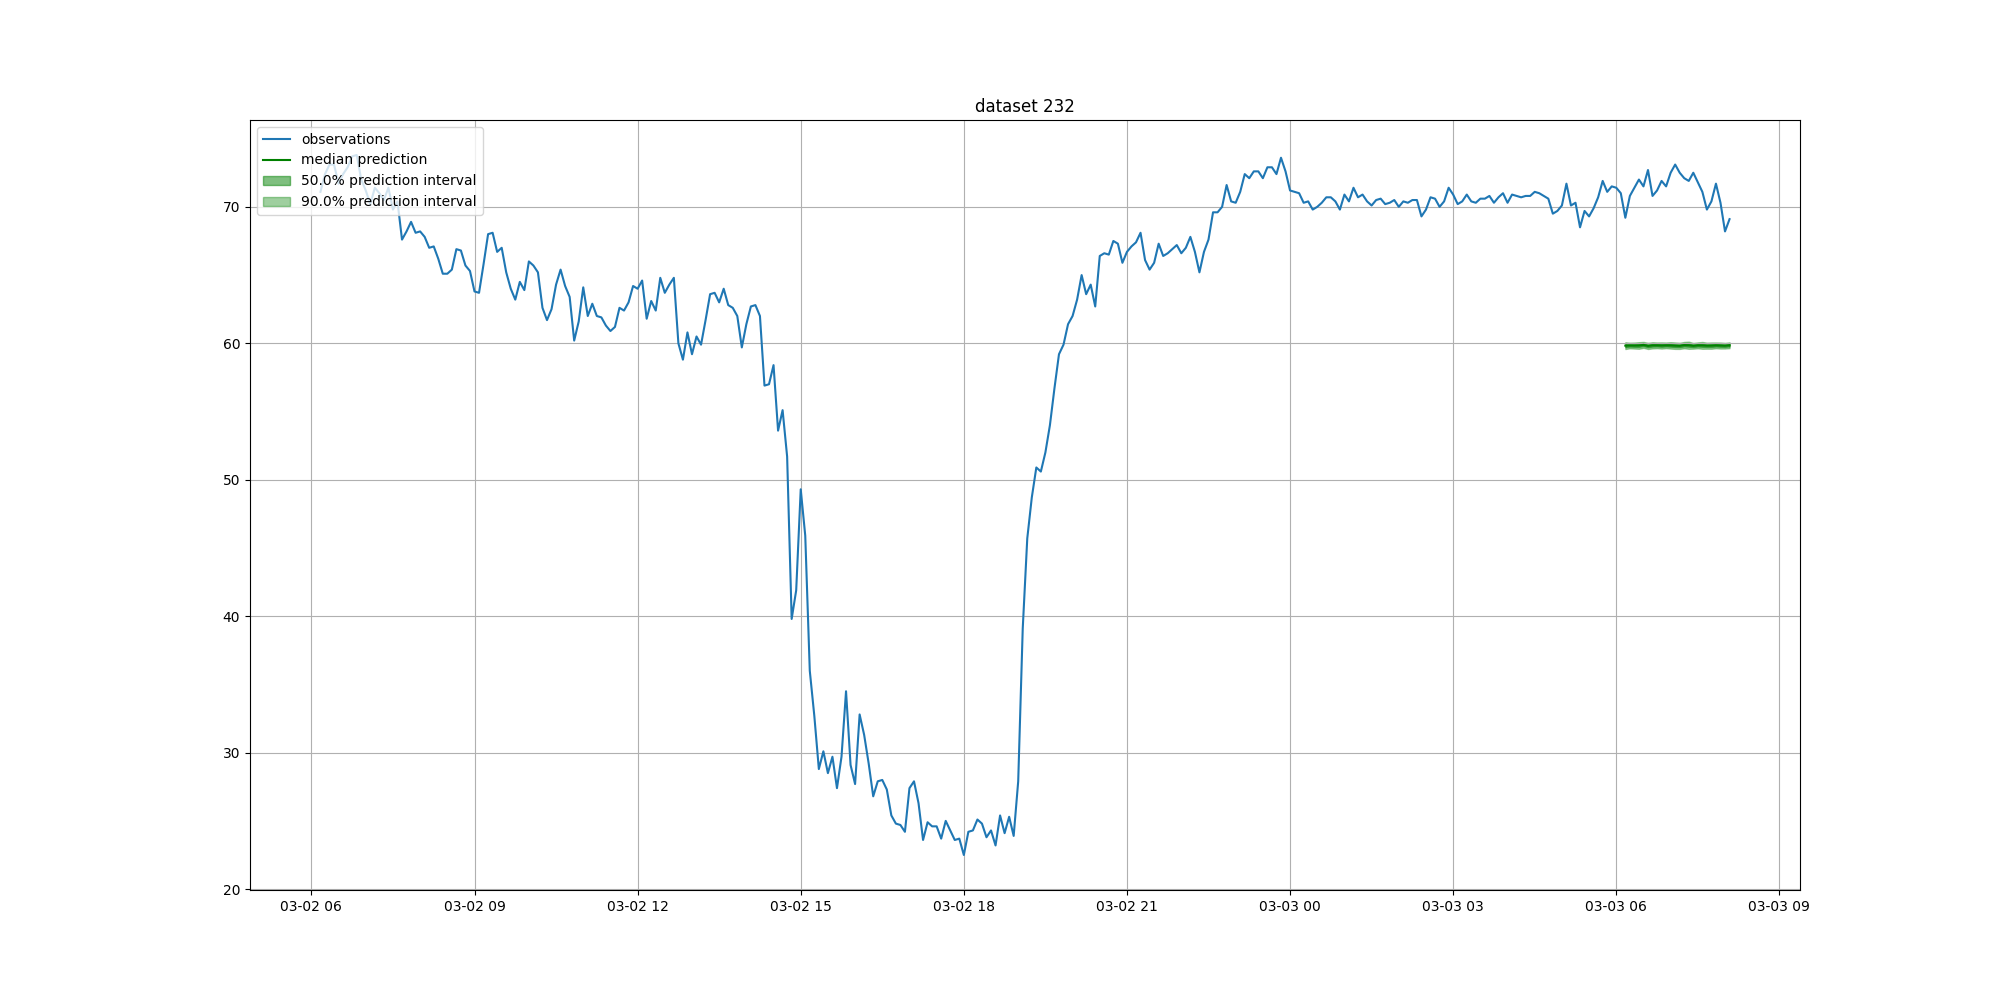 dataset 232
observations
median prediction
50.0% prediction interval
90.0% prediction interval
70
60
50
40
30
20
03-02 06 03-02 09 03-02 12 03-02 15 03-02 18 03-02 21 03-03 00 03-03 03 03-03 06 03-03 09